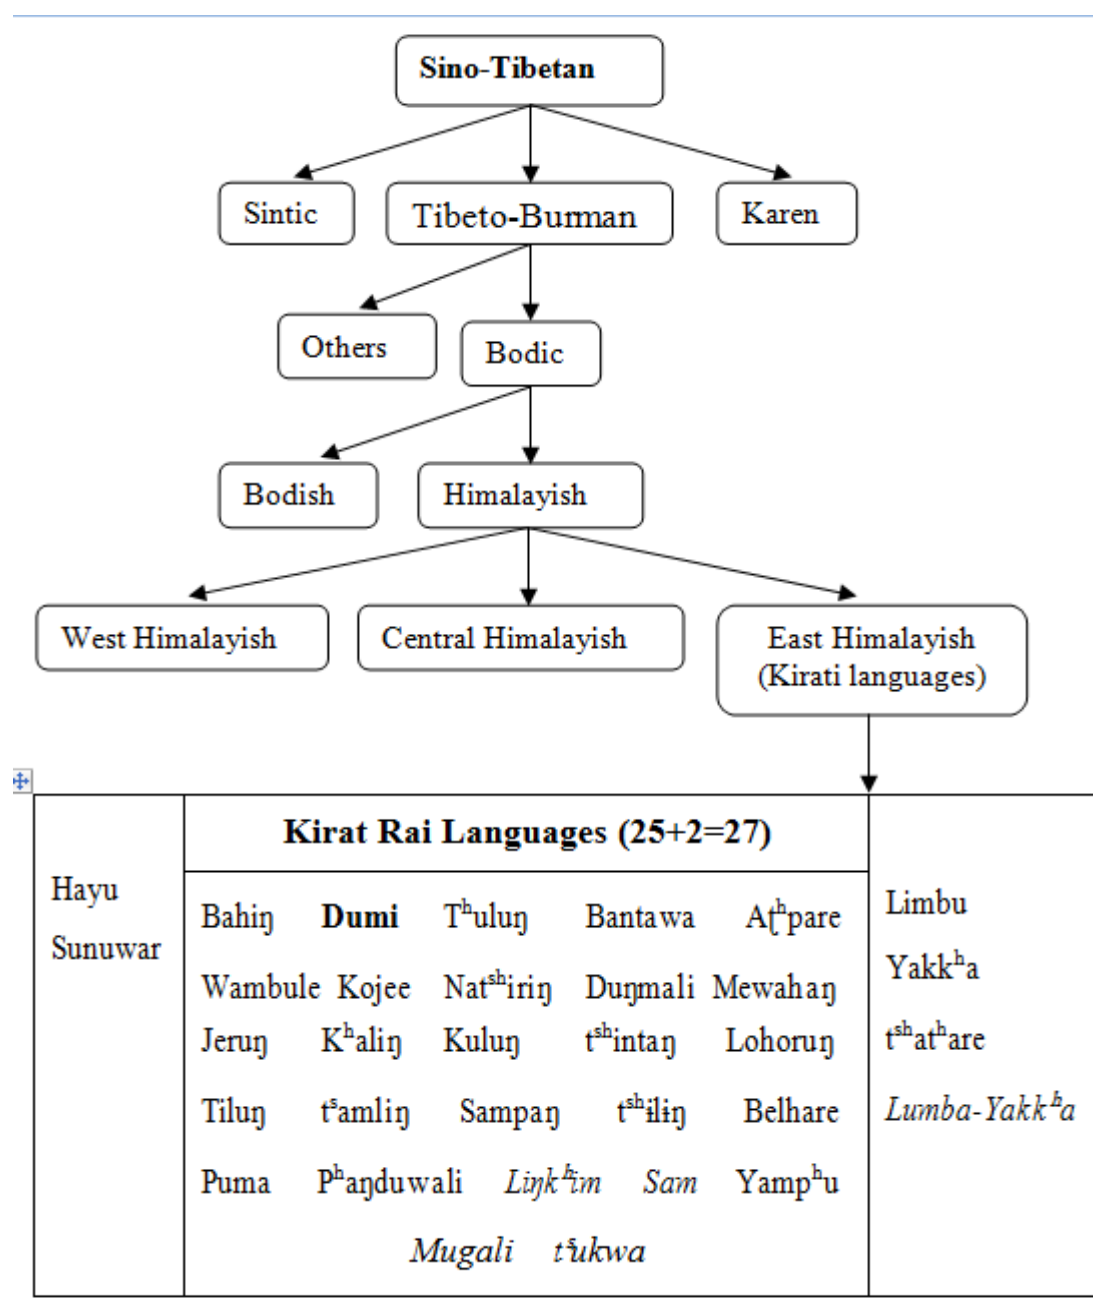 Sino-Tibetan
Sintic Tibeto-Burman Karen
Others Bodic
Bodish Himalayish
West Himalayish Central Himalayish East Himalayish
(Kirati languages)
Kirat Rai Languages (25+2=27)
Hayu
Sunuwar
Bahiŋ Dumi Tʰuluŋ Bantawa Aʈʰpare
Wambule Kojee Natˢʰiriŋ Duŋmali Mewahaŋ
Jeruŋ Kʰaliŋ Kuluŋ tˢʰintaŋ Lohoruŋ
Tiluŋ tˢamliŋ Sampaŋ tˢʰɨlɨŋ Belhare
Puma Pʰaŋduwali Liŋkʰim Sam Yampʰu
Mugali tˢukwa
Limbu
Yakkʰa
tˢʰatʰare
Lumba-Yakkʰa